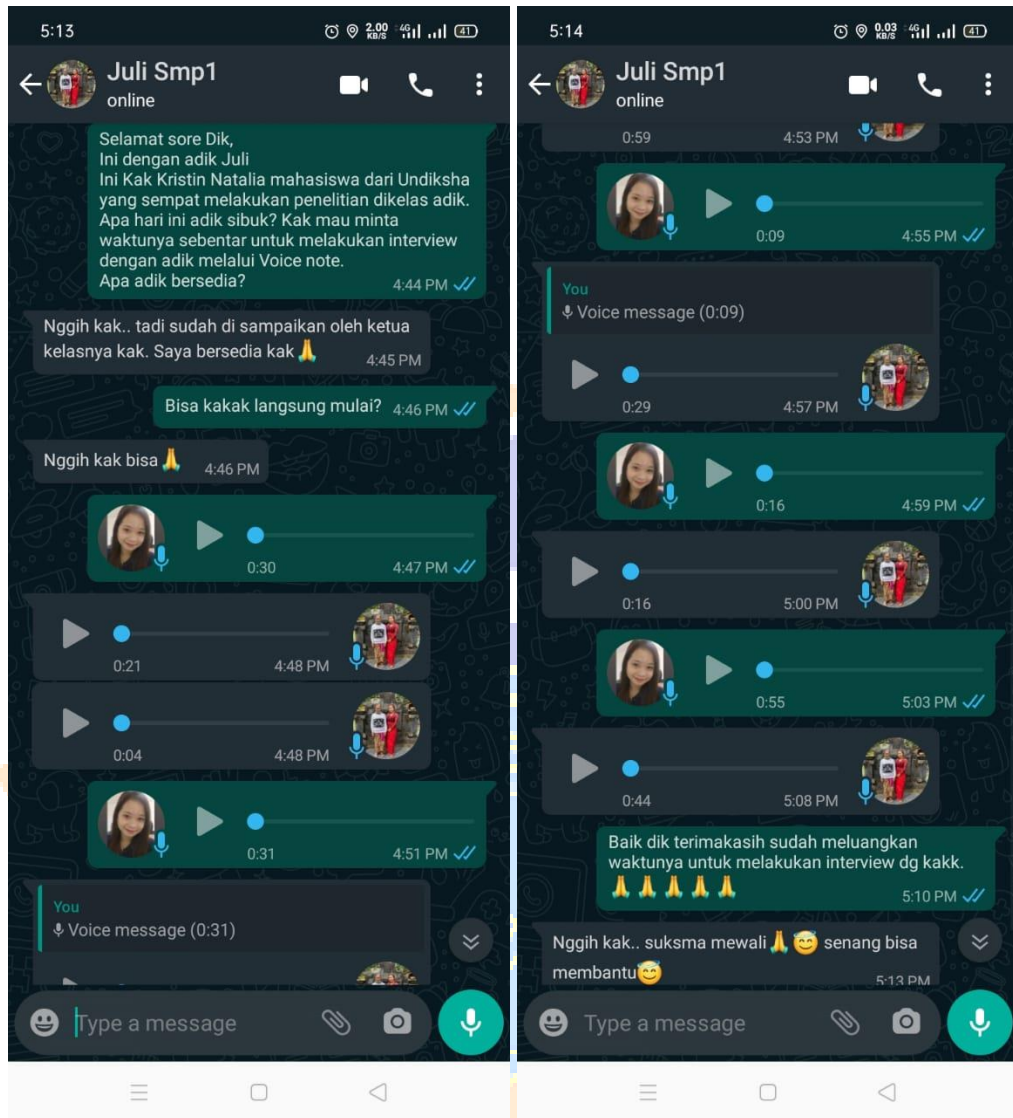 5:13
2.00 KB/S 4G 41
Juli Smp1
online
Selamat sore Dik,
Ini dengan adik Juli
Ini Kak Kristin Natalia mahasiswa dari Undiksha
yang sempat melakukan penelitian dikelas adik.
Apa hari ini adik sibuk? Kak mau minta
waktunya sebentar untuk melakukan interview
dengan adik melalui Voice note.
Apa adik bersedia?
4:44 PM
Nggih kak.. tadi sudah di sampaikan oleh ketua
kelasnya kak. Saya bersedia kak🙏
4:45 PM
Bisa kakak langsung mulai? 4:46 PM
Nggih kak bisa🙏 4:46 PM
0:30 4:47 PM
0:21 4:48 PM
0:04 4:48 PM
0:31 4:51 PM
You
Voice message (0:31)
Type a message
5:14
0.03 KB/S 4G 41
Juli Smp1
online
0:59 4:53 PM
0:09 4:55 PM
You
Voice message (0:09)
0:29 4:57 PM
0:16 4:59 PM
0:16 5:00 PM
0:55 5:03 PM
0:44 5:08 PM
Baik dik terimakasih sudah meluangkan
waktunya untuk melakukan interview dg kakk.
🙏🙏🙏🙏🙏
5:10 PM
Nggih kak.. suksma mewali🙏😇 senang bisa
membantu😇
5:13 PM
Type a message